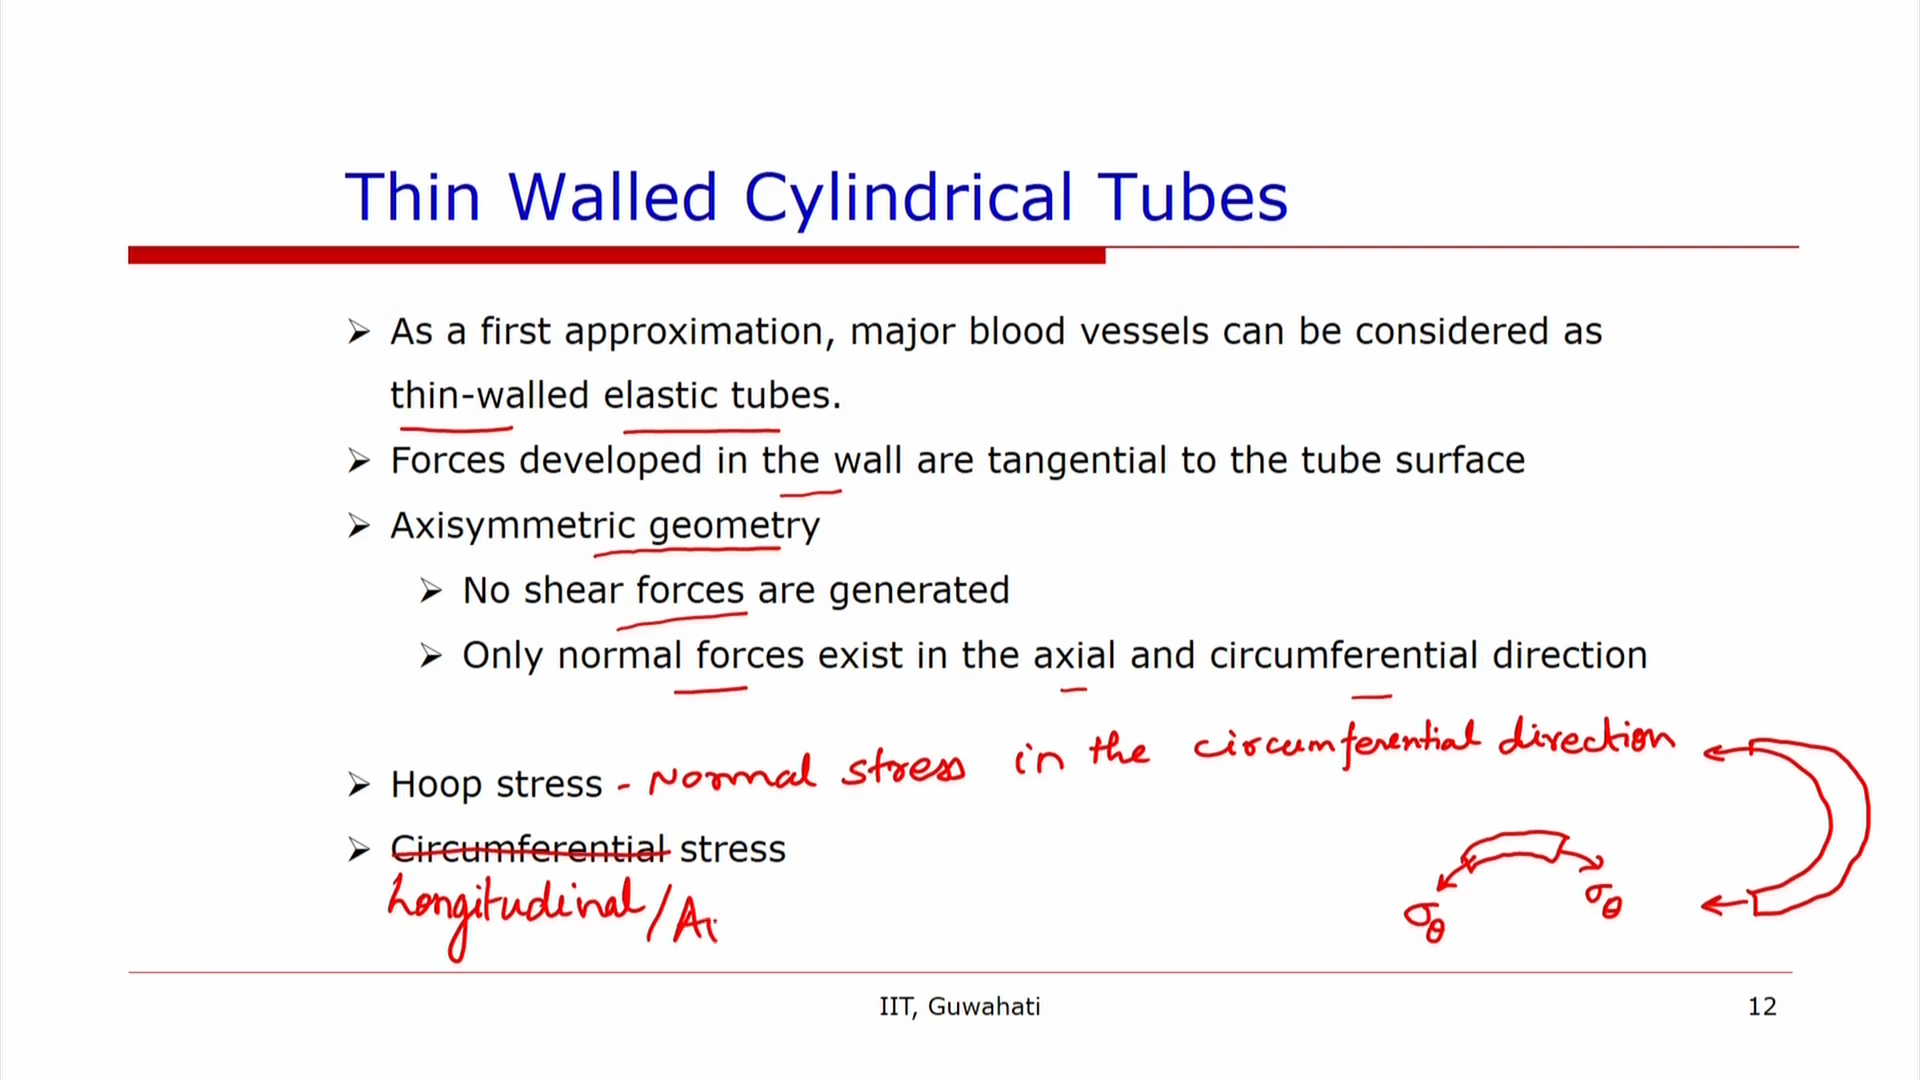 Thin Walled Cylindrical Tubes
➢ As a first approximation, major blood vessels can be considered as
thin-walled elastic tubes.
➢ Forces developed in the wall are tangential to the tube surface
➢ Axisymmetric geometry
➢ No shear forces are generated
➢ Only normal forces exist in the axial and circumferential direction
➢ Hoop stress - Normal stress in the circumferential direction
➢ Circumferential stress
Longitudinal/Ai
σθ σθ
IIT, Guwahati 12